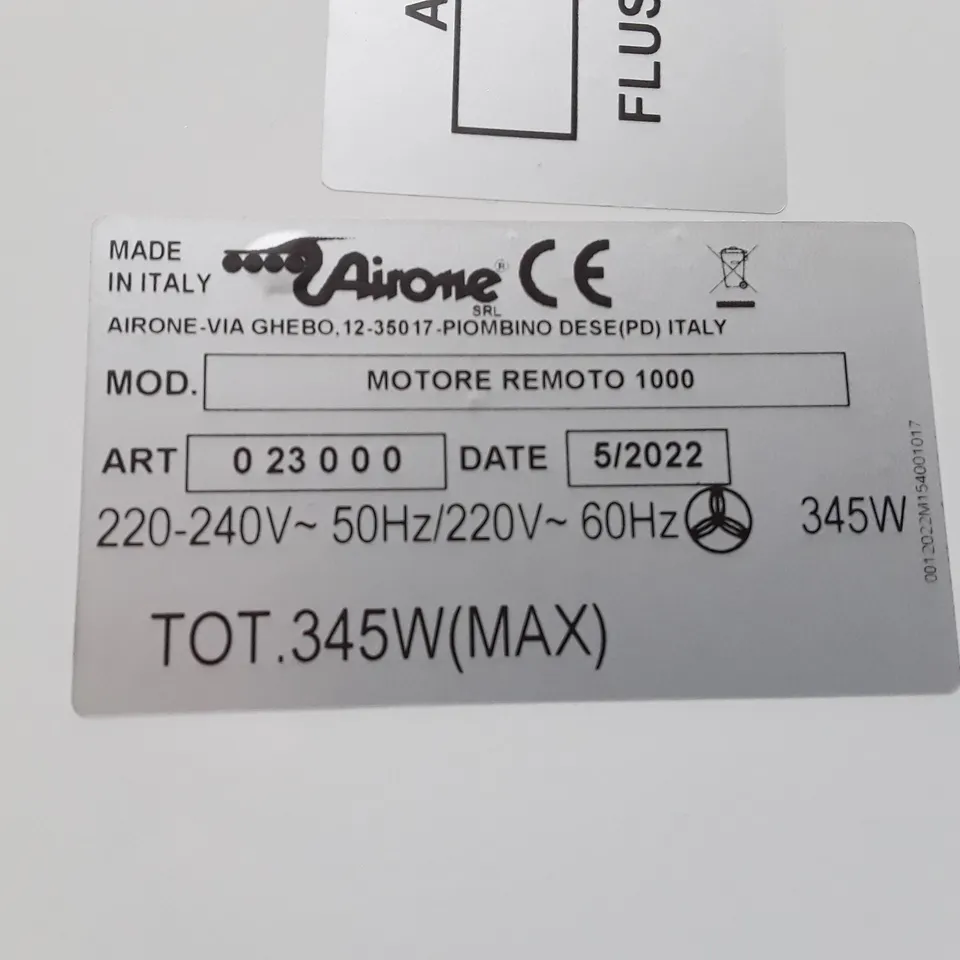 A
FLUS
MADE
IN ITALY
Airone®
SRL
CE
AIRONE-VIA GHEBO,12-35017-PIOMBINO DESE(PD) ITALY
MOD. MOTORE REMOTO 1000
ART 0 23 0 0 0 DATE 5/2022
220-240V~ 50Hz/220V~ 60Hz 345W
TOT.345W(MAX)
0012022M154001017